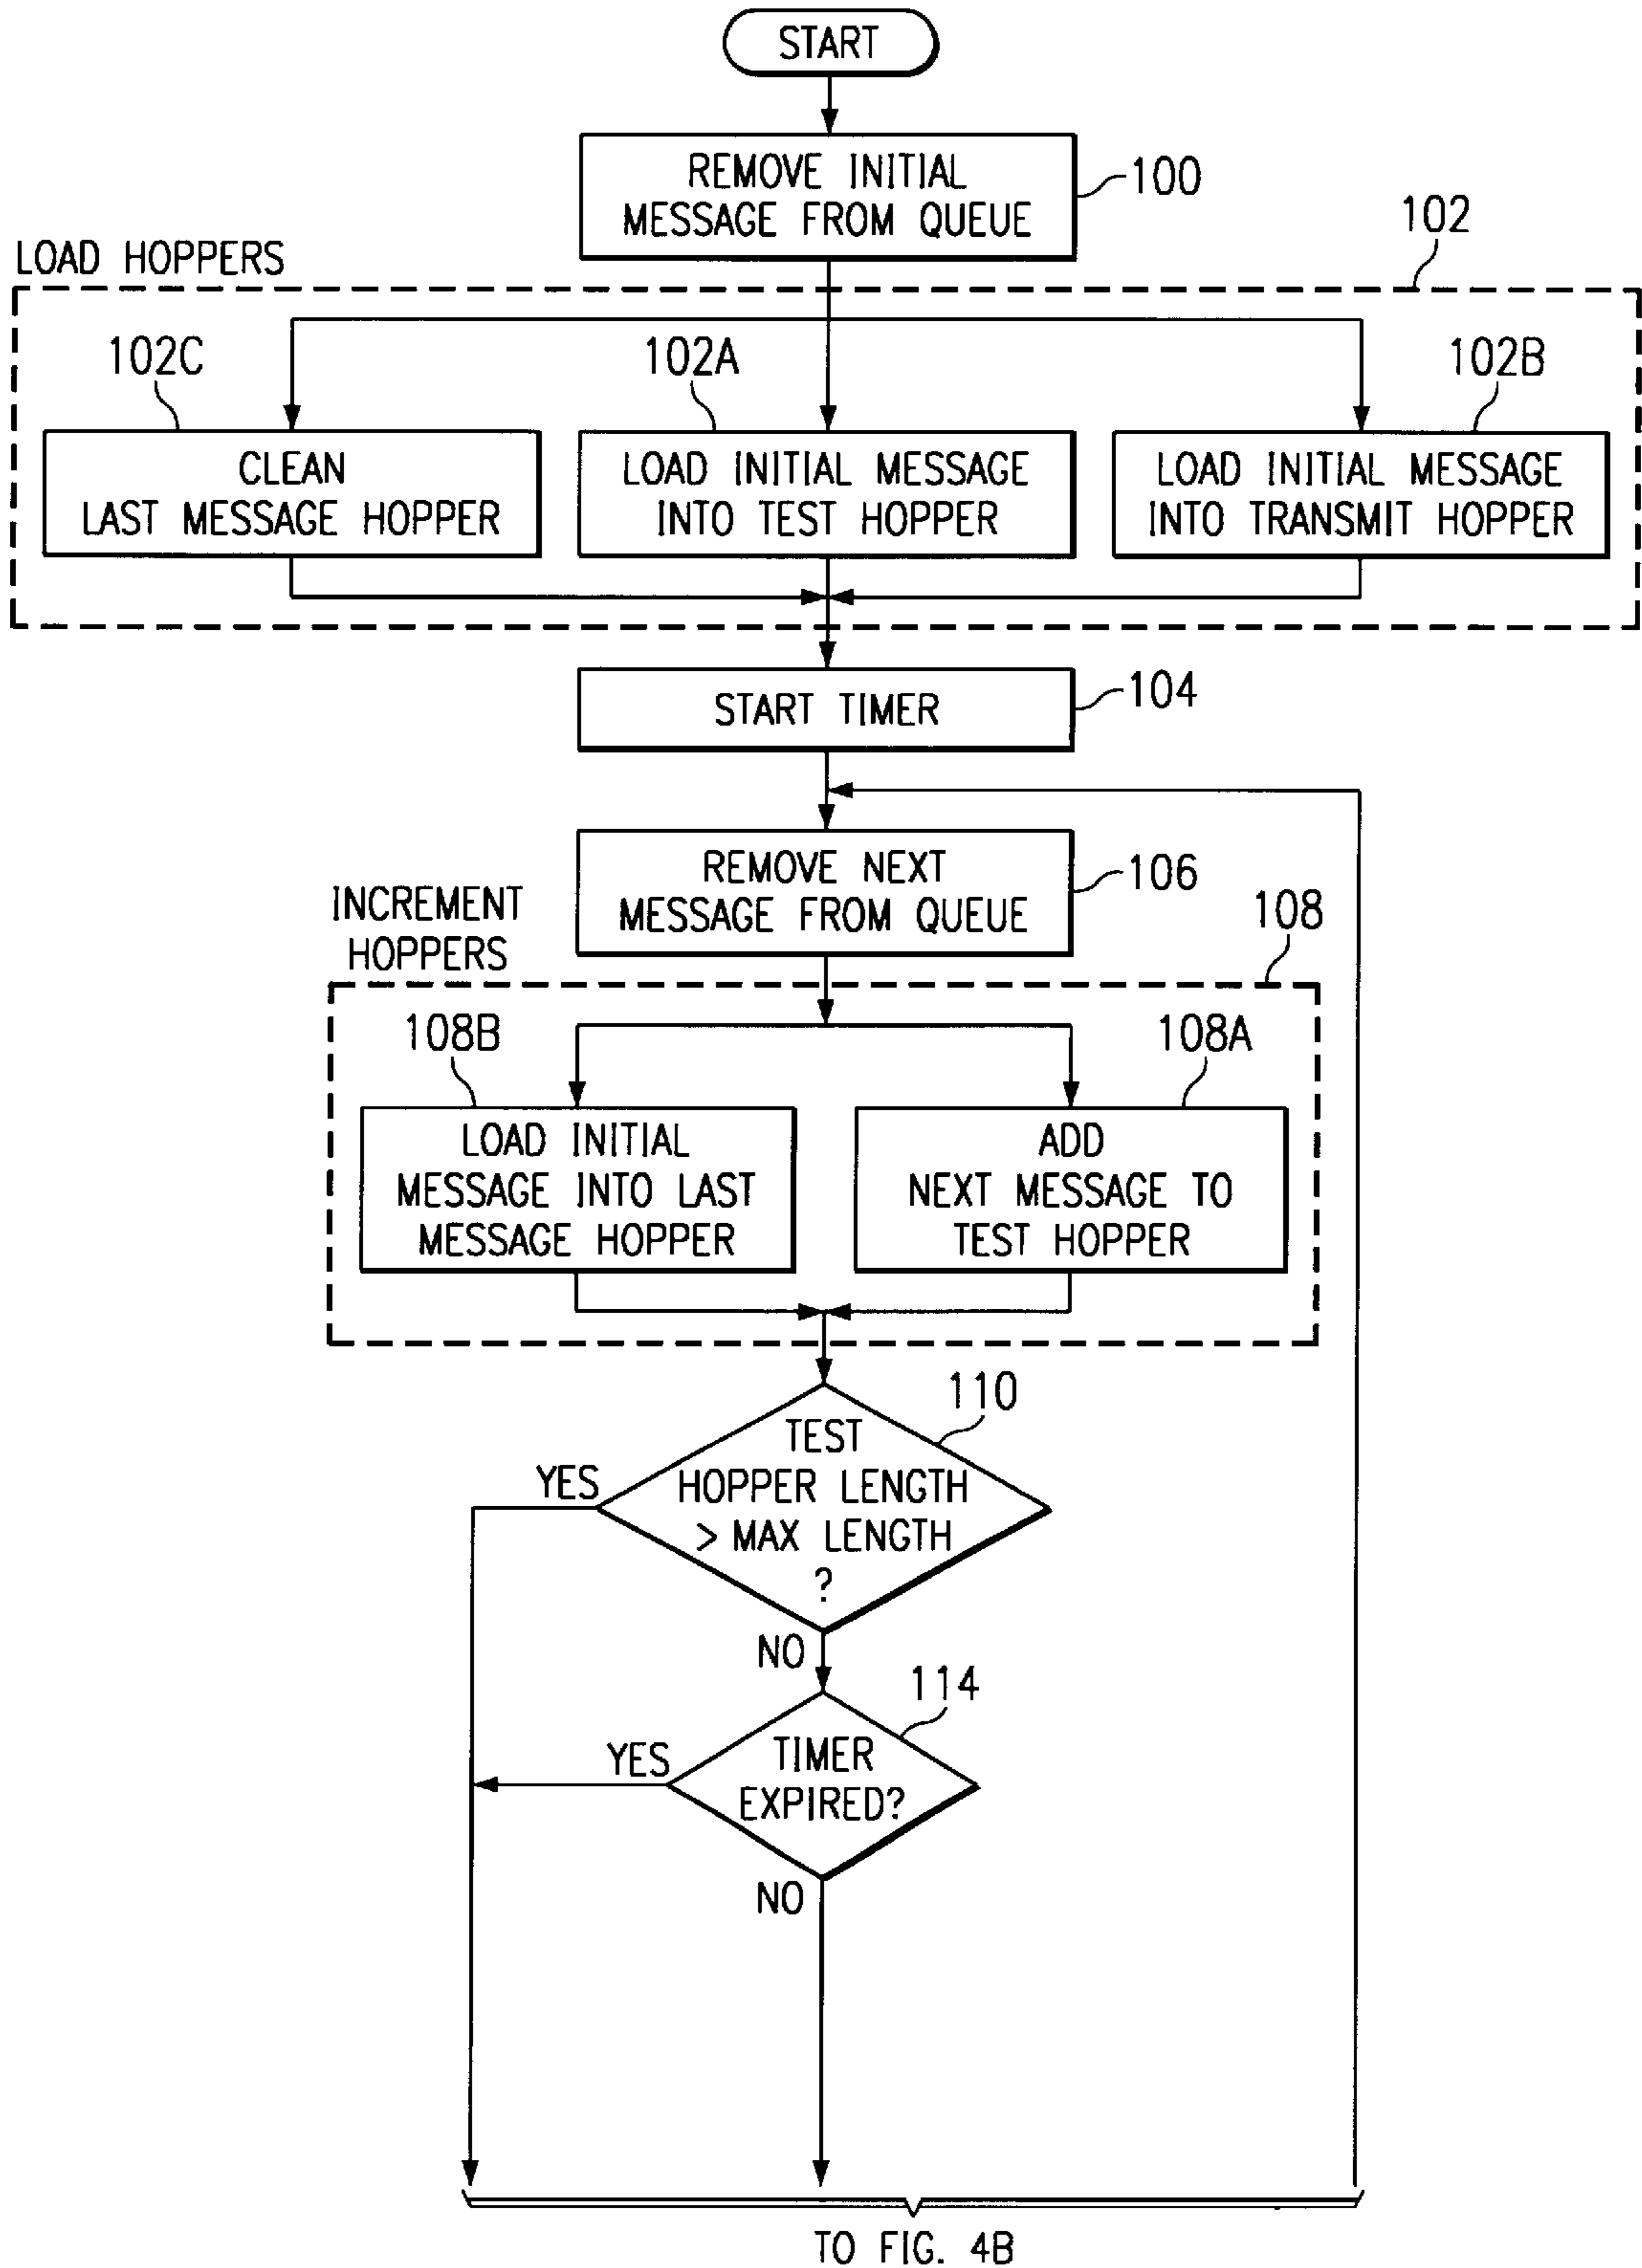 START
REMOVE INITIAL
MESSAGE FROM QUEUE
100
102
LOAD HOPPERS
102C
102A
102B
CLEAN
LAST MESSAGE HOPPER
LOAD INITIAL MESSAGE
INTO TEST HOPPER
LOAD INITIAL MESSAGE
INTO TRANSMIT HOPPER
START TIMER
104
REMOVE NEXT
MESSAGE FROM QUEUE
106
INCREMENT
HOPPERS
108
108B
108A
LOAD INITIAL
MESSAGE INTO LAST
MESSAGE HOPPER
ADD
NEXT MESSAGE TO
TEST HOPPER
110
TEST
HOPPER LENGTH
> MAX LENGTH
?
YES
NO
114
TIMER
EXPIRED?
YES
NO
TO FIG. 4B